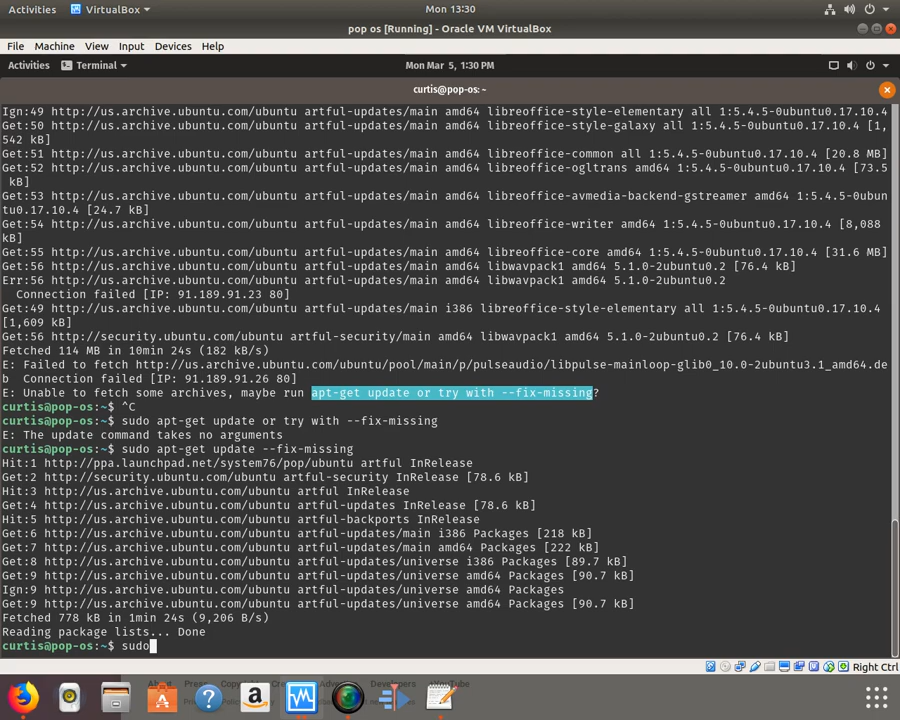 Activities VirtualBox Mon 13:30
pop os [Running] - Oracle VM VirtualBox
File Machine View Input Devices Help
Activities Terminal Mon Mar 5, 1:30 PM
curtis@pop-os: ~
Ign:49 http://us.archive.ubuntu.com/ubuntu artful-updates/main amd64 libreoffice-style-elementary all 1:5.4.5-0ubuntu0.17.10.4
Get:50 http://us.archive.ubuntu.com/ubuntu artful-updates/main amd64 libreoffice-style-galaxy all 1:5.4.5-0ubuntu0.17.10.4 [1,
542 kB]
Get:51 http://us.archive.ubuntu.com/ubuntu artful-updates/main amd64 libreoffice-common all 1:5.4.5-0ubuntu0.17.10.4 [20.8 MB]
Get:52 http://us.archive.ubuntu.com/ubuntu artful-updates/main amd64 libreoffice-ogltrans amd64 1:5.4.5-0ubuntu0.17.10.4 [73.5
kB]
Get:53 http://us.archive.ubuntu.com/ubuntu artful-updates/main amd64 libreoffice-avmedia-backend-gstreamer amd64 1:5.4.5-0ubun
tu0.17.10.4 [24.7 kB]
Get:54 http://us.archive.ubuntu.com/ubuntu artful-updates/main amd64 libreoffice-writer amd64 1:5.4.5-0ubuntu0.17.10.4 [8,088
kB]
Get:55 http://us.archive.ubuntu.com/ubuntu artful-updates/main amd64 libreoffice-core amd64 1:5.4.5-0ubuntu0.17.10.4 [31.6 MB]
Get:56 http://us.archive.ubuntu.com/ubuntu artful-updates/main amd64 libwavpack1 amd64 5.1.0-2ubuntu0.2 [76.4 kB]
Err:56 http://us.archive.ubuntu.com/ubuntu artful-updates/main amd64 libwavpack1 amd64 5.1.0-2ubuntu0.2
Connection failed [IP: 91.189.91.23 80]
Get:49 http://us.archive.ubuntu.com/ubuntu artful-updates/main i386 libreoffice-style-elementary all 1:5.4.5-0ubuntu0.17.10.4
[1,609 kB]
Get:56 http://security.ubuntu.com/ubuntu artful-security/main amd64 libwavpack1 amd64 5.1.0-2ubuntu0.2 [76.4 kB]
Fetched 114 MB in 10min 24s (182 kB/s)
E: Failed to fetch http://us.archive.ubuntu.com/ubuntu/pool/main/p/pulseaudio/libpulse-mainloop-glib0_10.0-2ubuntu3.1_amd64.de
b Connection failed [IP: 91.189.91.26 80]
E: Unable to fetch some archives, maybe run apt-get update or try with --fix-missing?
curtis@pop-os:~$ ^C
curtis@pop-os:~$ sudo apt-get update or try with --fix-missing
E: The update command takes no arguments
curtis@pop-os:~$ sudo apt-get update --fix-missing
Hit:1 http://ppa.launchpad.net/system76/pop/ubuntu artful InRelease
Get:2 http://security.ubuntu.com/ubuntu artful-security InRelease [78.6 kB]
Hit:3 http://us.archive.ubuntu.com/ubuntu artful InRelease
Get:4 http://us.archive.ubuntu.com/ubuntu artful-updates InRelease [78.6 kB]
Hit:5 http://us.archive.ubuntu.com/ubuntu artful-backports InRelease
Get:6 http://us.archive.ubuntu.com/ubuntu artful-updates/main i386 Packages [218 kB]
Get:7 http://us.archive.ubuntu.com/ubuntu artful-updates/main amd64 Packages [222 kB]
Get:8 http://us.archive.ubuntu.com/ubuntu artful-updates/universe i386 Packages [89.7 kB]
Get:9 http://us.archive.ubuntu.com/ubuntu artful-updates/universe amd64 Packages [90.7 kB]
Ign:9 http://us.archive.ubuntu.com/ubuntu artful-updates/universe amd64 Packages
Get:9 http://us.archive.ubuntu.com/ubuntu artful-updates/universe amd64 Packages [90.7 kB]
Fetched 778 kB in 1min 24s (9,206 B/s)
Reading package lists... Done
curtis@pop-os:~$ sudo
Right Ctrl